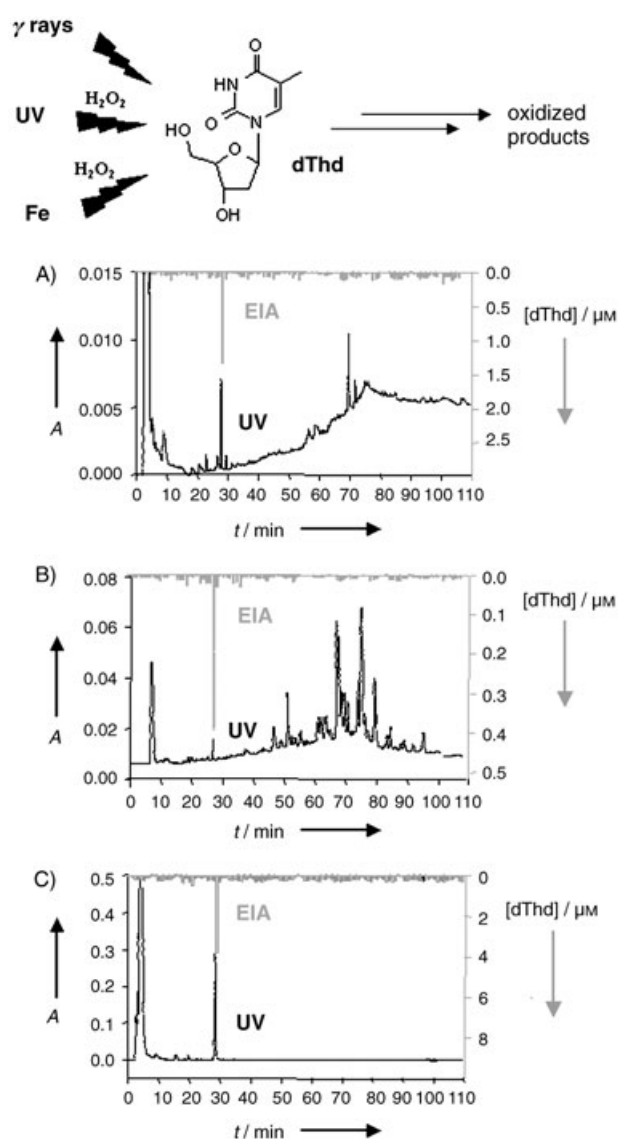 γ rays
UV
H2O2
H2O2
Fe
O
HN
O
N
HO
O
OH
dThd
oxidized
products
A)
0.015
0.010
0.005
0.000
A
EIA
UV
0.0
0.5
1.0
1.5
2.0
2.5
[dThd] / μM
0 10 20 30 40 50 60 70 80 90 100 110
t / min
B)
0.08
0.06
0.04
0.02
0.00
A
EIA
UV
0.0
0.1
0.2
0.3
0.4
0.5
[dThd] / μM
0 10 20 30 40 50 60 70 80 90 100 110
t / min
C)
0.5
0.4
0.3
0.2
0.1
0.0
A
EIA
UV
0
2
4
6
8
[dThd] / μM
0 10 20 30 40 50 60 70 80 90 100 110
t / min